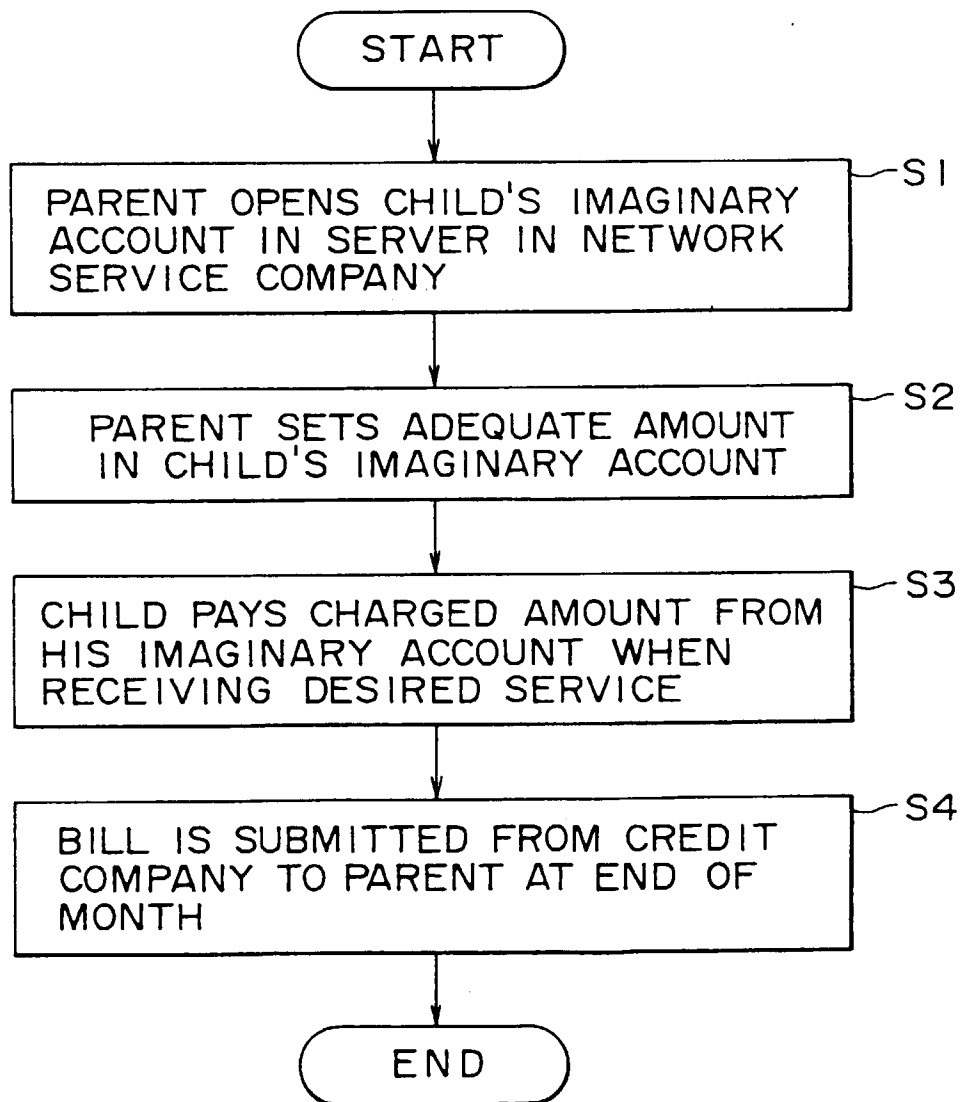 START
S1
PARENT OPENS CHILD'S IMAGINARY
ACCOUNT IN SERVER IN NETWORK
SERVICE COMPANY
S2
PARENT SETS ADEQUATE AMOUNT
IN CHILD'S IMAGINARY ACCOUNT
S3
CHILD PAYS CHARGED AMOUNT FROM
HIS IMAGINARY ACCOUNT WHEN
RECEIVING DESIRED SERVICE
S4
BILL IS SUBMITTED FROM CREDIT
COMPANY TO PARENT AT END OF
MONTH
END